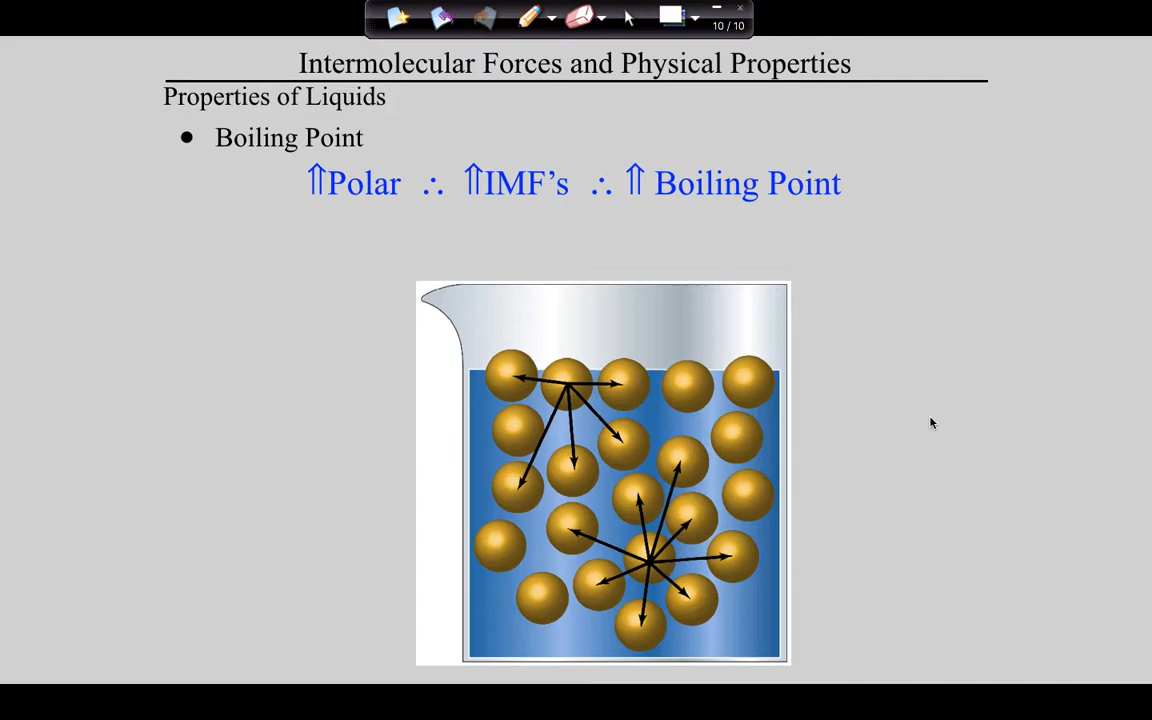 10 / 10
Intermolecular Forces and Physical Properties
Properties of Liquids
● Boiling Point
⇑Polar ∴ ⇑IMF’s ∴ ⇑ Boiling Point